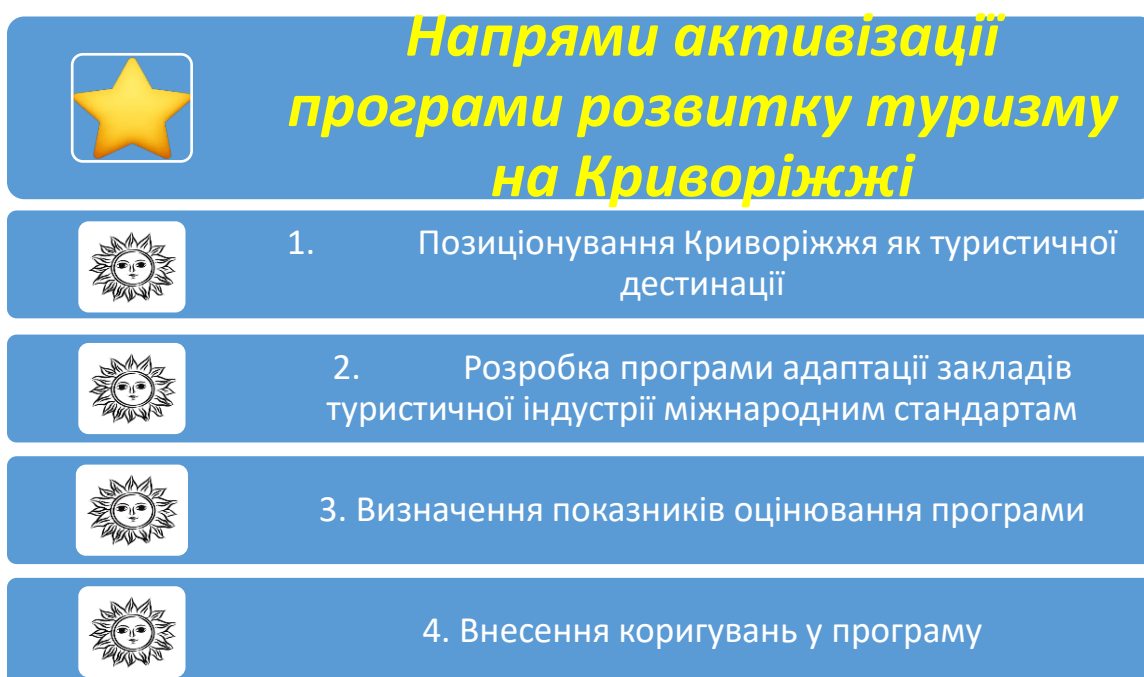 Напрями активізації
програми розвитку туризму
на Криворіжжі
1. Позиціонування Криворіжжя як туристичної
дестинації
2. Розробка програми адаптації закладів
туристичної індустрії міжнародним стандартам
3. Визначення показників оцінювання програми
4. Внесення коригувань у програму